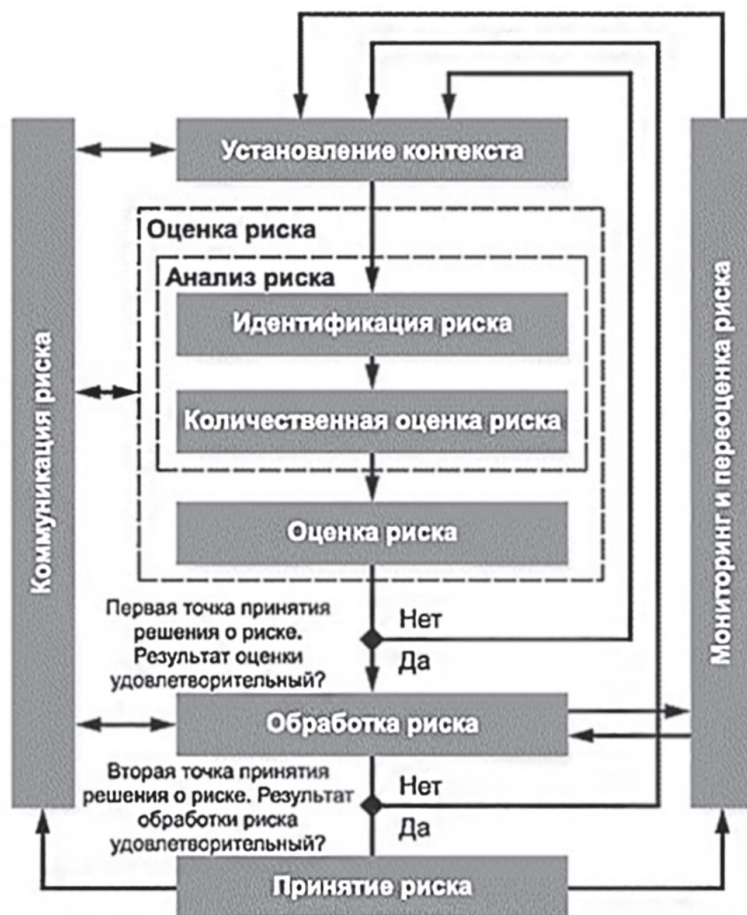 Установление контекста
Оценка риска
Анализ риска
Идентификация риска
Количественная оценка риска
Оценка риска
Первая точка принятия
решения о риске.
Результат оценки
удовлетворительный?
Нет
Да
Обработка риска
Вторая точка принятия
решения о риске. Результат
обработки риска
удовлетворительный?
Нет
Да
Принятие риска
Коммуникация риска
Мониторинг и переоценка риска